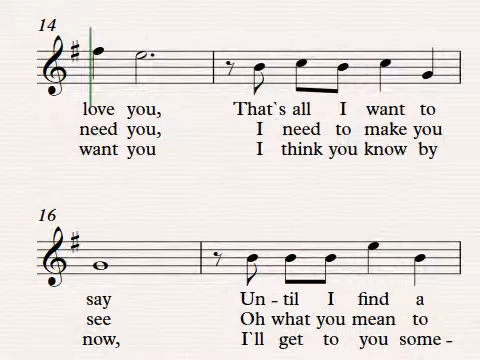 14
love you, That`s all I want to
need you, I need to make you
want you I think you know by
16
say Un - til I find a
see Oh what you mean to
now, I`ll get to you some -